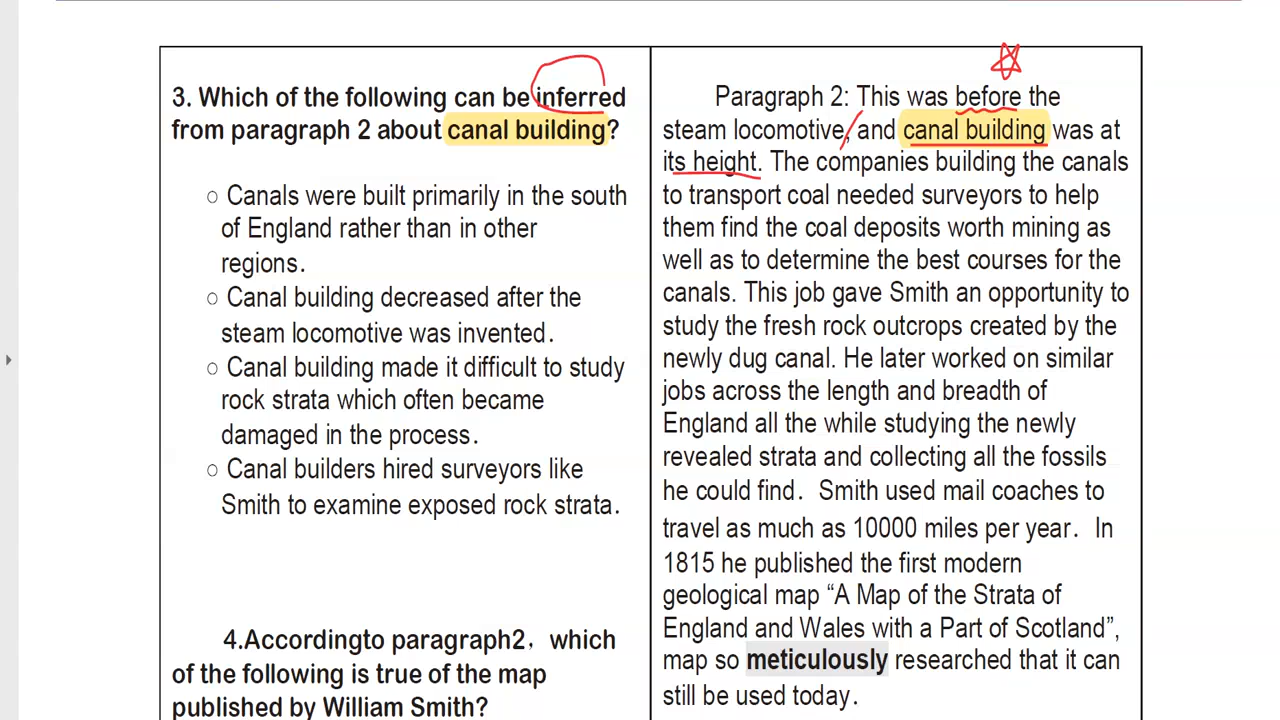 3. Which of the following can be inferred
from paragraph 2 about canal building?
○ Canals were built primarily in the south
of England rather than in other
regions.
○ Canal building decreased after the
steam locomotive was invented.
○ Canal building made it difficult to study
rock strata which often became
damaged in the process.
○ Canal builders hired surveyors like
Smith to examine exposed rock strata.
4.Accordingto paragraph2，which
of the following is true of the map
published by William Smith?
Paragraph 2: This was before the
steam locomotive, and canal building was at
its height. The companies building the canals
to transport coal needed surveyors to help
them find the coal deposits worth mining as
well as to determine the best courses for the
canals. This job gave Smith an opportunity to
study the fresh rock outcrops created by the
newly dug canal. He later worked on similar
jobs across the length and breadth of
England all the while studying the newly
revealed strata and collecting all the fossils
he could find. Smith used mail coaches to
travel as much as 10000 miles per year. In
1815 he published the first modern
geological map “A Map of the Strata of
England and Wales with a Part of Scotland”,
map so meticulously researched that it can
still be used today.